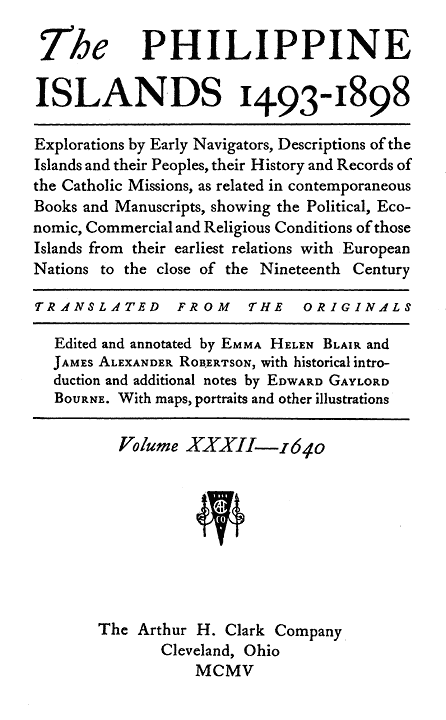 The PHILIPPINE
ISLANDS 1493-1898
Explorations by Early Navigators, Descriptions of the
Islands and their Peoples, their History and Records of
the Catholic Missions, as related in contemporaneous
Books and Manuscripts, showing the Political, Eco-
nomic, Commercial and Religious Conditions of those
Islands from their earliest relations with European
Nations to the close of the Nineteenth Century
TRANSLATED FROM THE ORIGINALS
Edited and annotated by EMMA HELEN BLAIR and
JAMES ALEXANDER ROBERTSON, with historical intro-
duction and additional notes by EDWARD GAYLORD
BOURNE. With maps, portraits and other illustrations
Volume XXXII—1640
The Arthur H. Clark Company
Cleveland, Ohio
MCMV